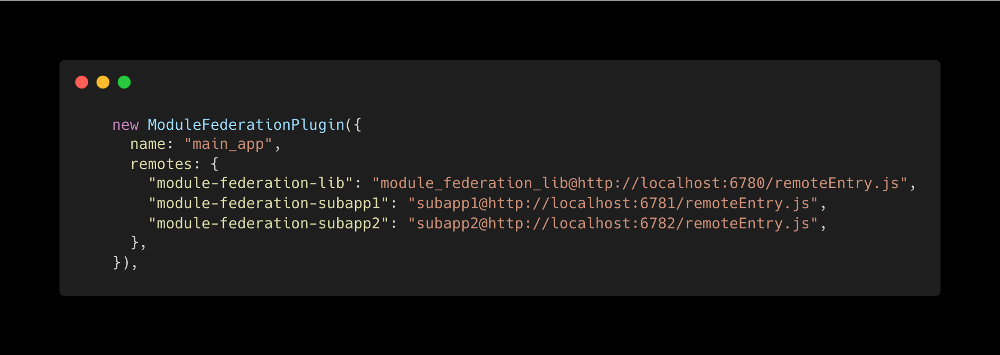 new ModuleFederationPlugin({
  name: "main_app",
  remotes: {
    "module-federation-lib": "module_federation_lib@http://localhost:6780/remoteEntry.js",
    "module-federation-subapp1": "subapp1@http://localhost:6781/remoteEntry.js",
    "module-federation-subapp2": "subapp2@http://localhost:6782/remoteEntry.js",
  },
}),